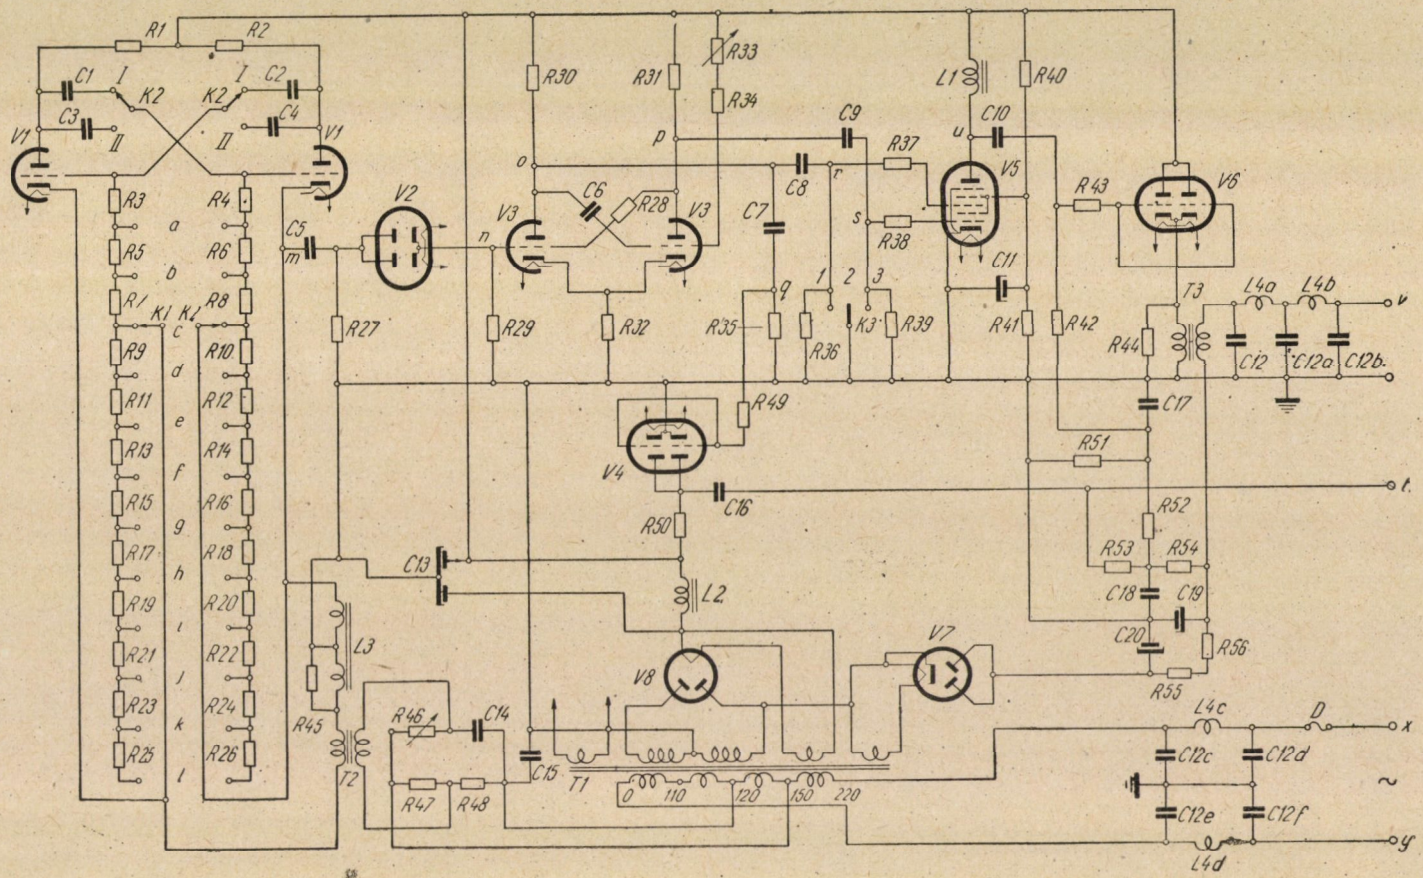 R1 R2
C1 I K2 K2 I C2
C3 II II C4
V1 V1
R3 R4
a
R5 R6
b
R7 R8
K1 K2
c
R9 R10
d
R11 R12
e
R13 R14
f
R15 R16
g
R17 R18
h
R19 R20
i
R21 R22
j
R23 R24
k
R25 R26
l
C5
m
V2
R27
n
R29
R30
o
V3
C6
R28
R32
R31
p
V3
R33
R34
C7
q
R35
C8
r
C9
s
R37
R38
1 2 3
R36
K3
R39
L1
u
C10
V5
C11
R40
R41
R42
R43
V6
R44
T3
L4a L4b
C12 C12a C12b
v
V4
R49
C16
t
R50
C17
R51
R52
R53 R54
C18 C19
C20
R55
R56
C13
L2
V8
V7
L3
R45
T2
R46
C14
R47 R48
C15
T1
0 110 120 150 220
L4c
D
x
C12c C12d
~
C12e C12f
L4d
y